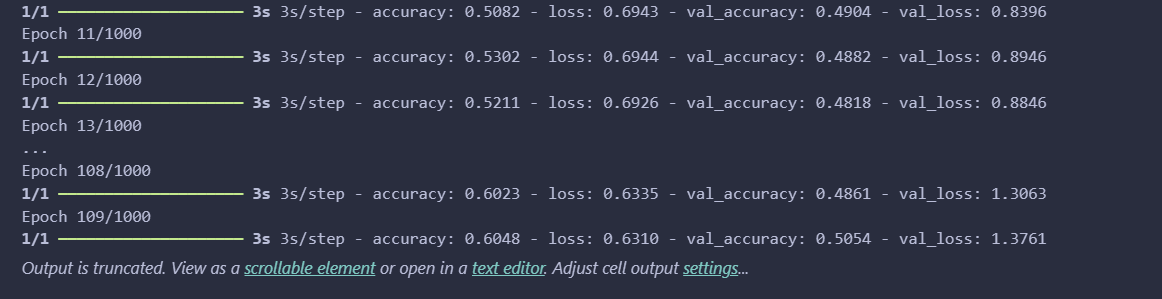 1/1 ━━━━━━━━━━━━━━━━━━━━ 3s 3s/step - accuracy: 0.5082 - loss: 0.6943 - val_accuracy: 0.4904 - val_loss: 0.8396
Epoch 11/1000
1/1 ━━━━━━━━━━━━━━━━━━━━ 3s 3s/step - accuracy: 0.5302 - loss: 0.6944 - val_accuracy: 0.4882 - val_loss: 0.8946
Epoch 12/1000
1/1 ━━━━━━━━━━━━━━━━━━━━ 3s 3s/step - accuracy: 0.5211 - loss: 0.6926 - val_accuracy: 0.4818 - val_loss: 0.8846
Epoch 13/1000
...
Epoch 108/1000
1/1 ━━━━━━━━━━━━━━━━━━━━ 3s 3s/step - accuracy: 0.6023 - loss: 0.6335 - val_accuracy: 0.4861 - val_loss: 1.3063
Epoch 109/1000
1/1 ━━━━━━━━━━━━━━━━━━━━ 3s 3s/step - accuracy: 0.6048 - loss: 0.6310 - val_accuracy: 0.5054 - val_loss: 1.3761
Output is truncated. View as a scrollable element or open in a text editor. Adjust cell output settings...